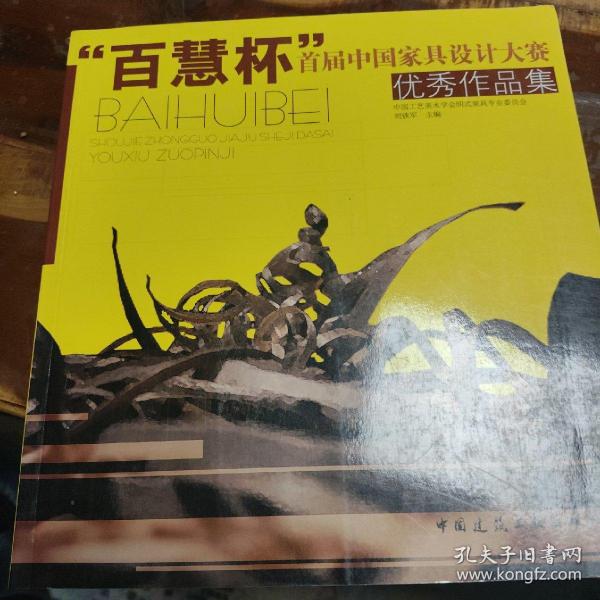 “百慧杯”首届中国家具设计大赛
优秀作品集
BAIHUIBEI
SHOUJIE ZHONGGUO JIAJU SHEJI DASAI
YOUXIU ZUOPINJI
中国工艺美术学会明式家具专业委员会
刘铁军 主编
中国建筑
孔夫子旧书网
www.kongfz.com